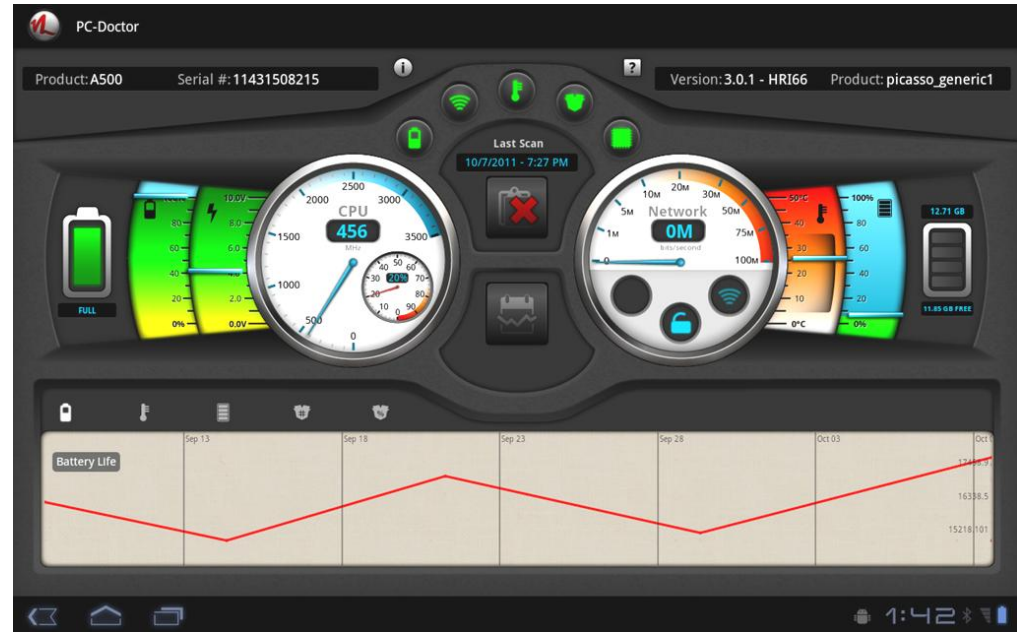 PC-Doctor
Product: A500 Serial #: 11431508215
Version: 3.0.1 - HRI66 Product: picasso_generic1
Last Scan
10/7/2011 - 7:27 PM
FULL
80
60
40
20
0%
10.0V
8.0
6.0
2.0
0.0V
2500
2000 3000
CPU
456
MHz
1500 3500
1000
500
0
50
40 60
30 20% 70
20 80
10 0 90
20M
10M 30M
5M Network 50M
0M
bits/second
1M 75M
0 100M
50°C
40
30
20
10
0°C
100%
80
60
40
20
0%
12.71 GB
11.85 GB FREE
Sep 13 Sep 18 Sep 23 Sep 28 Oct 03 Oct
Battery Life
16338.5
15218.101
1:42